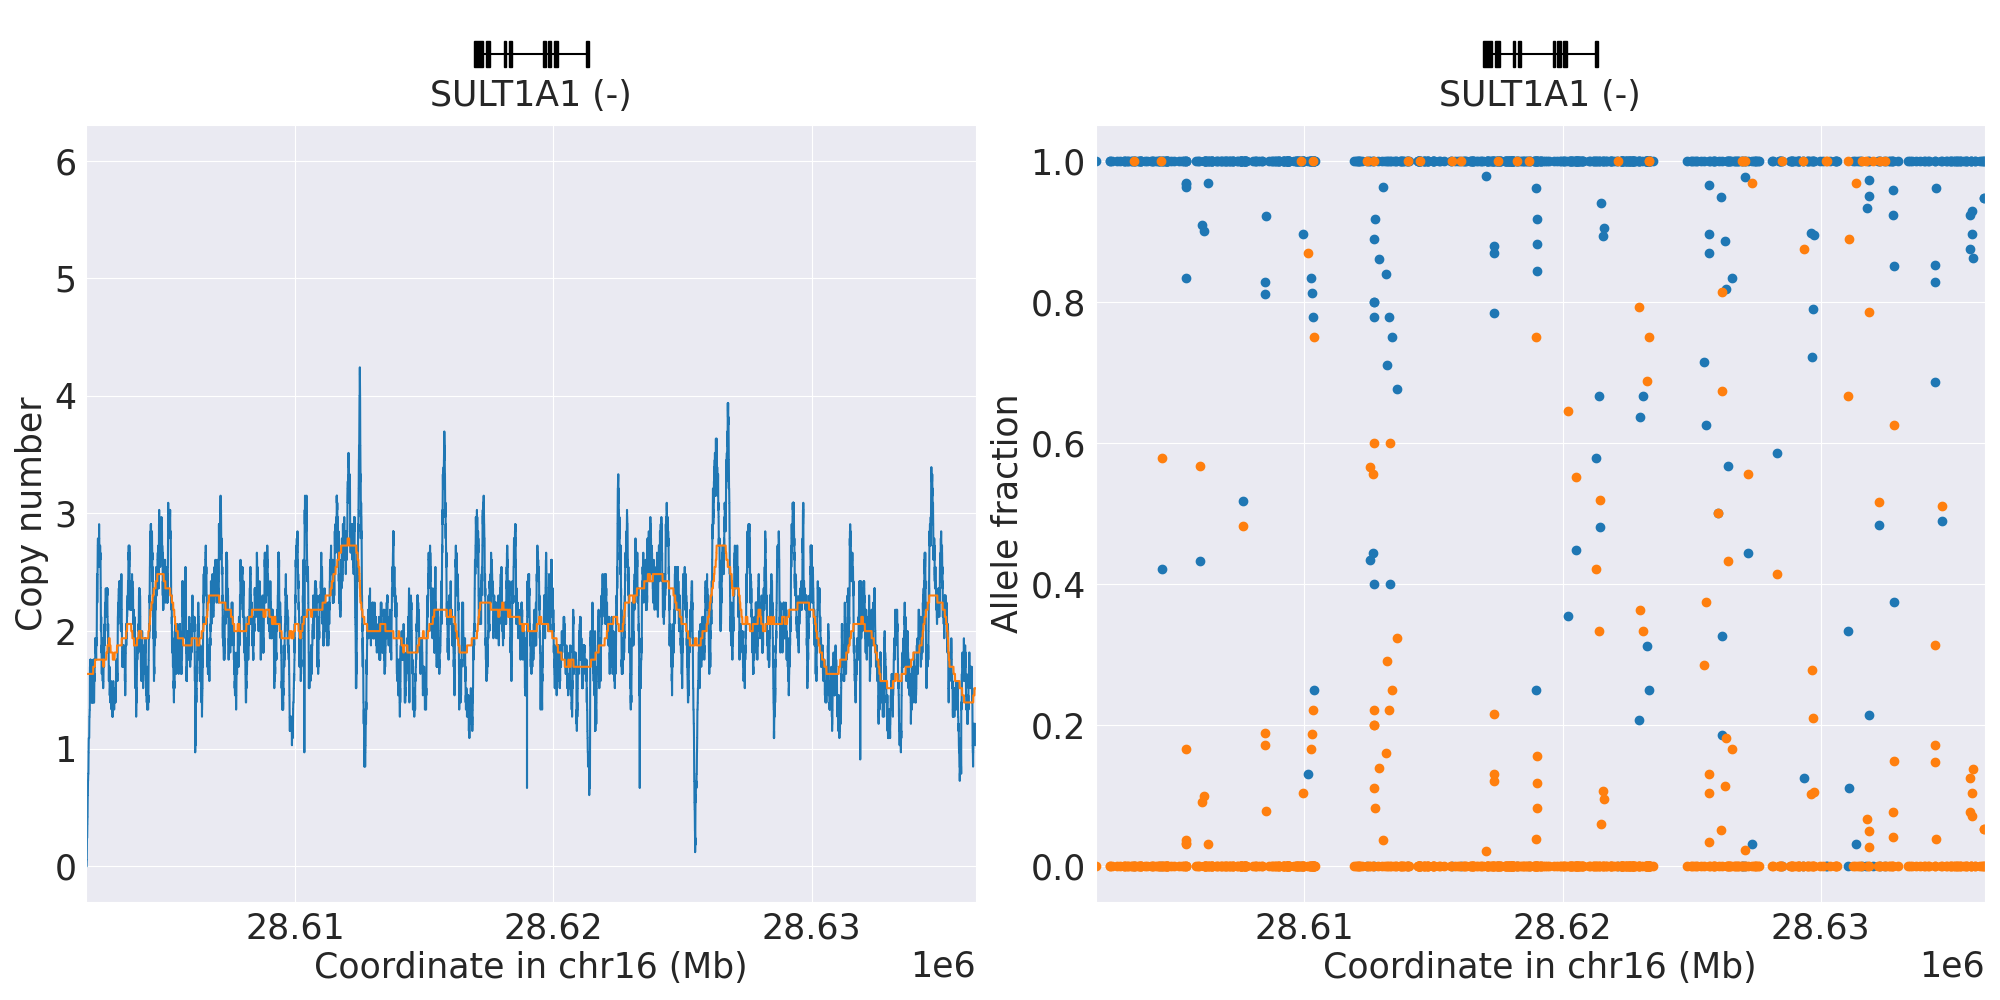 SULT1A1 (-)
6
5
4
3
2
1
0
Copy number
28.61
28.62
28.63
Coordinate in chr16 (Mb)
1e6
SULT1A1 (-)
1.0
0.8
0.6
0.4
0.2
0.0
Allele fraction
28.61
28.62
28.63
Coordinate in chr16 (Mb)
1e6